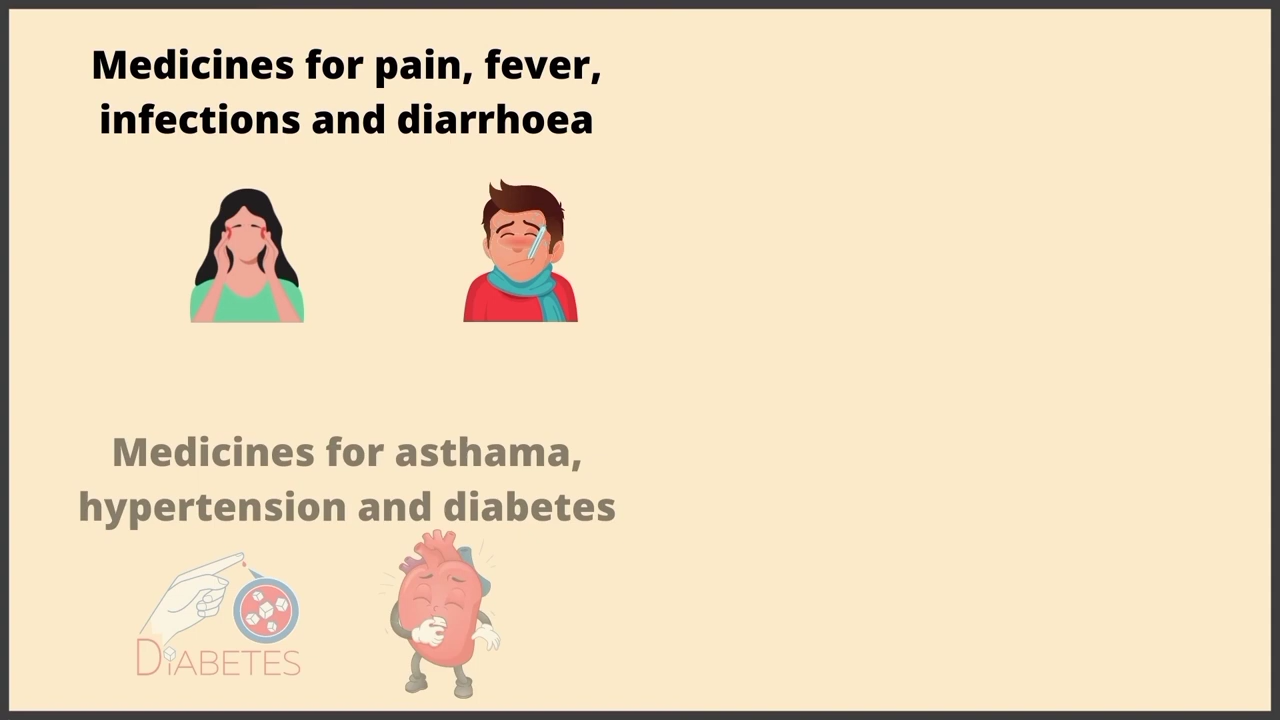 Medicines for pain, fever,
infections and diarrhoea
Medicines for asthama,
hypertension and diabetes
DiABETES